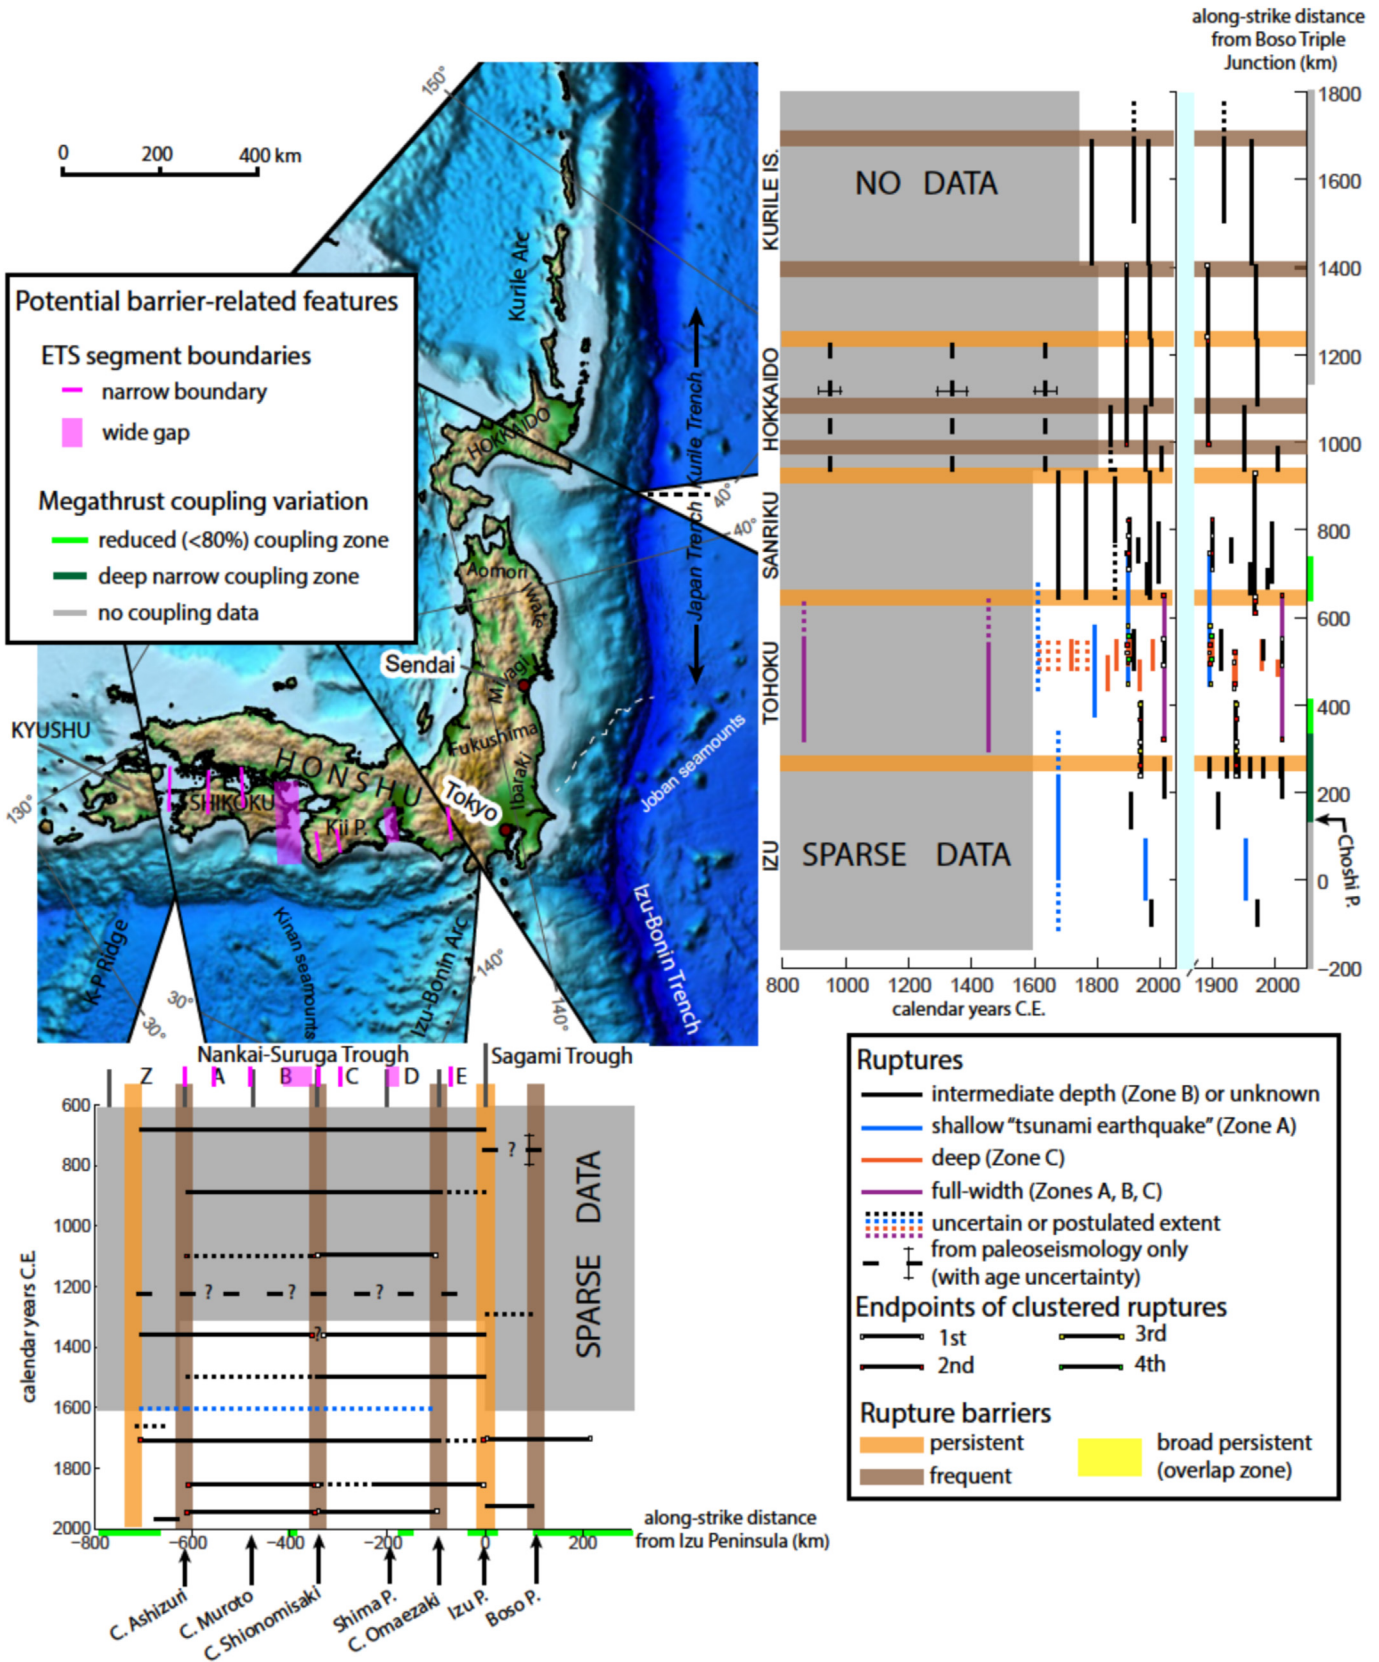 along-strike distance
from Boso Triple
Junction (km)
150°
0 200 400 km
Kurile Arc
Potential barrier-related features
ETS segment boundaries
narrow boundary
wide gap
Megathrust coupling variation
reduced (<80%) coupling zone
deep narrow coupling zone
no coupling data
HOKKAIDO
Japan Trench
Kurile Trench
40°
40°
Aomori
Iwate
Sendai
Miyagi
Fukushima
Ibaraki
Tokyo
Joban seamounts
KYUSHU
HONSHU
SHIKOKU
Kii P.
130°
K-P Ridge
30°
30°
Kinan seamounts
Izu-Bonin Arc
140°
140°
Izu-Bonin Trench
KURILE IS.
HOKKAIDO
SANRIKU
TOHOKU
IZU
NO DATA
SPARSE DATA
1800
1600
1400
1200
1000
800
600
400
200
0
−200
Choshi P.
800 1000 1200 1400 1600 1800 2000 1900 2000
calendar years C.E.
Nankai-Suruga Trough
Sagami Trough
Z A B C D E
600
800
1000
1200
1400
1600
1800
2000
calendar years C.E.
SPARSE DATA
?
? ? ?
?
−800 −600 −400 −200 0 200
along-strike distance
from Izu Peninsula (km)
C. Ashizuri
C. Muroto
C. Shionomisaki
Shima P.
C. Omaezaki
Izu P.
Boso P.
Ruptures
intermediate depth (Zone B) or unknown
shallow "tsunami earthquake" (Zone A)
deep (Zone C)
full-width (Zones A, B, C)
uncertain or postulated extent
from paleoseismology only
(with age uncertainty)
Endpoints of clustered ruptures
1st 3rd
2nd 4th
Rupture barriers
persistent
frequent
broad persistent
(overlap zone)